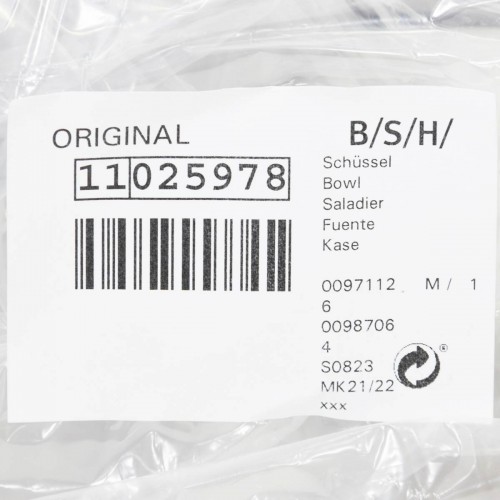 ORIGINAL
11025978
B/S/H/
Schüssel
Bowl
Saladier
Fuente
Kase
0097112 M / 1
6
0098706
4
S0823
MK21/22
xxx